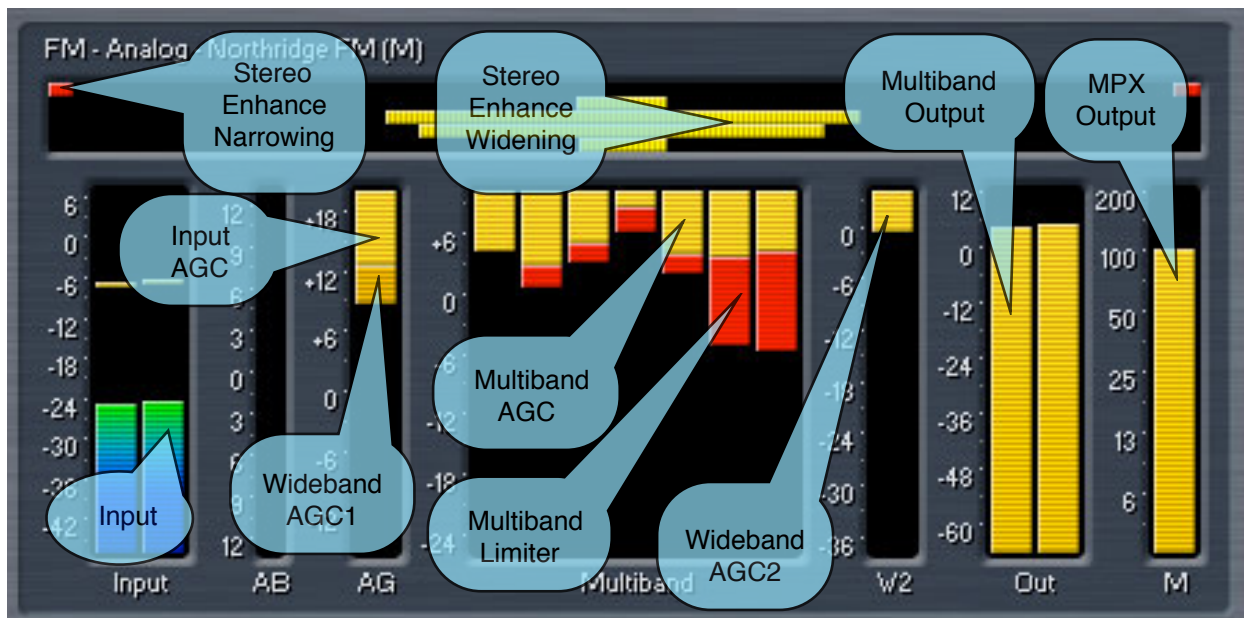 FM - Analog - Northridge FM (M)
Stereo
Enhance
Narrowing
Stereo
Enhance
Widening
Multiband
Output
MPX
Output
Input
AGC
Wideband
AGC1
Multiband
AGC
Multiband
Limiter
Wideband
AGC2
Input
6
0
-6
-12
-18
-24
-30
-36
-42
12
9
6
3
0
3
6
9
12
+18
+12
+6
0
-6
-12
+6
0
-6
-12
-18
-24
0
-6
-12
-18
-24
-30
-36
12
0
-12
-24
-36
-48
-60
200
100
50
25
13
6
Input
AB
AG
Multiband
W2
Out
M